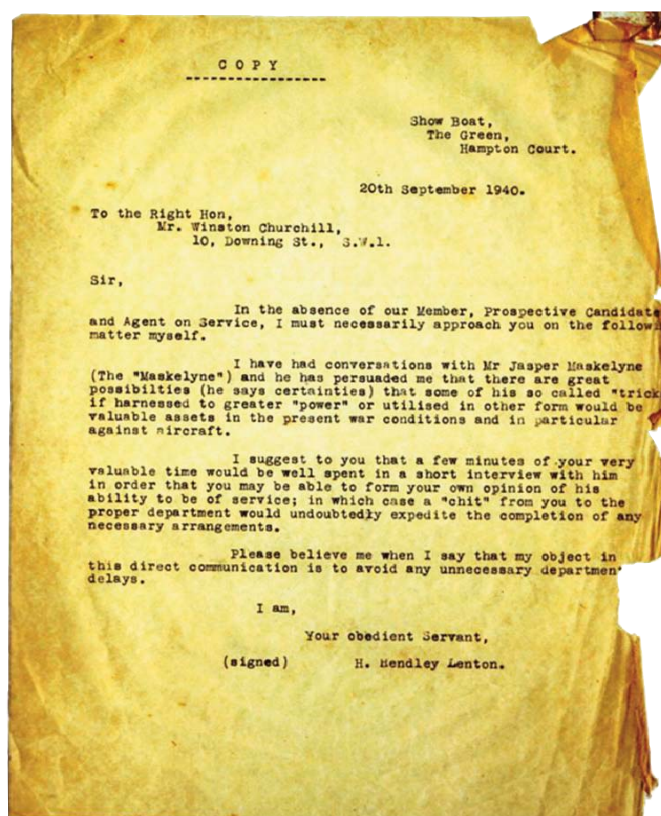 C O P Y
Show Boat,
The Green,
Hampton Court.
20th September 1940.
To the Right Hon,
Mr. Winston Churchill,
10, Downing St., S.W.1.
Sir,
In the absence of our Member, Prospective Candidate
and Agent on Service, I must necessarily approach you on the followi
matter myself.
I have had conversations with Mr Jasper Maskelyne
(The "Maskelyne") and he has persuaded me that there are great
possibilties (he says certainties) that some of his so called "trick
if harnessed to greater "power" or utilised in other form would be
valuable assets in the present war conditions and in particular
against aircraft.
I suggest to you that a few minutes of your very
valuable time would be well spent in a short interview with him
in order that you may be able to form your own opinion of his
ability to be of service; in which case a "chit" from you to the
proper department would undoubtedly expedite the completion of any
necessary arrangements.
Please believe me when I say that my object in
this direct communication is to avoid any unnecessary departmen
delays.
I am,
Your obedient Servant,
(signed) H. Hendley Lenton.